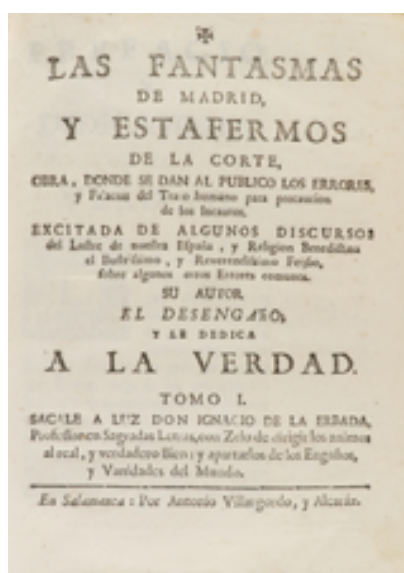 LAS FANTASMAS
DE MADRID,
Y ESTAFERMOS
DE LA CORTE,
OBRA, DONDE SE DAN AL PUBLICO LOS ERRORES,
y Falacias del Trato humano para precaucion
de los Incautos.
EXCITADA DE ALGUNOS DISCURSOS
del Lustre de nuestra España, y Religion Benedictina
el Ilustrissimo, y Reverendissimo Feijoo,
sobre algunos otros Errores comunes.
SU AUTOR
EL DESENGAÑO;
Y LE DEDICA
A LA VERDAD.
TOMO I.
SACALE A LUZ DON IGNACIO DE LA ERBADA,
Professor en Sagradas Letras, con Zelo de dirigir los animos
al real, y verdadero Bien: y apartarlos de los Engaños,
y Vanidades del Mundo.
En Salamanca: Por Antonio Villargordo, y Alcaráz.